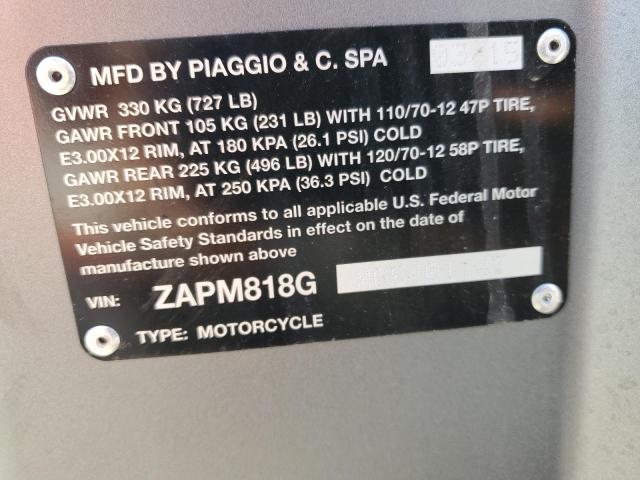 MFD BY PIAGGIO & C. SPA
GVWR 330 KG (727 LB)
GAWR FRONT 105 KG (231 LB) WITH 110/70-12 47P TIRE,
E3.00X12 RIM, AT 180 KPA (26.1 PSI) COLD
GAWR REAR 225 KG (496 LB) WITH 120/70-12 58P TIRE,
E3.00X12 RIM, AT 250 KPA (36.3 PSI) COLD
This vehicle conforms to all applicable U.S. Federal Motor
Vehicle Safety Standards in effect on the date of
manufacture shown above
VIN: ZAPM818G
TYPE: MOTORCYCLE